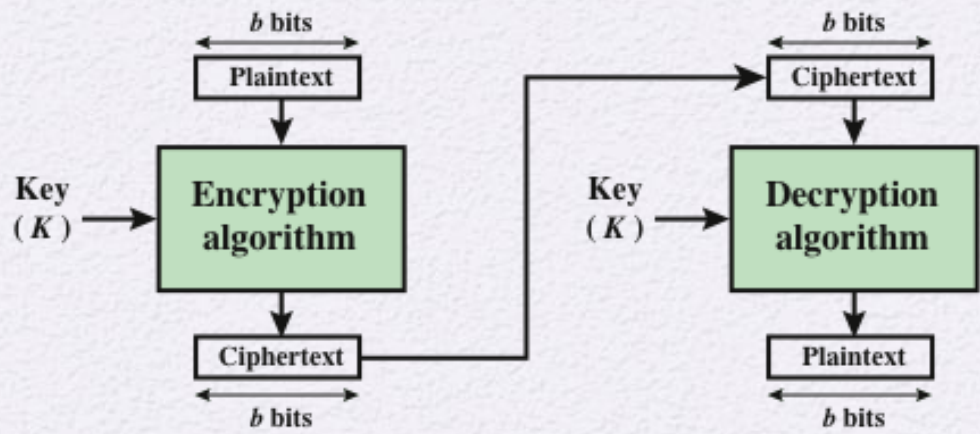 b bits
Plaintext
Key
( K )
Encryption
algorithm
Ciphertext
b bits
b bits
Ciphertext
Key
( K )
Decryption
algorithm
Plaintext
b bits